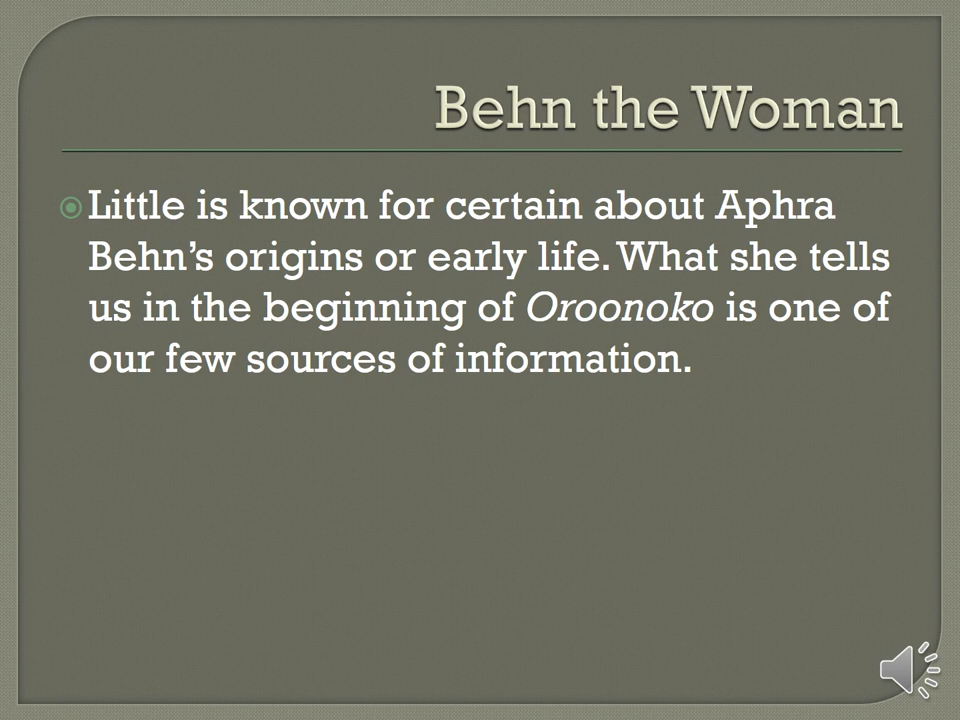 Behn the Woman
Little is known for certain about Aphra
Behn’s origins or early life. What she tells
us in the beginning of Oroonoko is one of
our few sources of information.